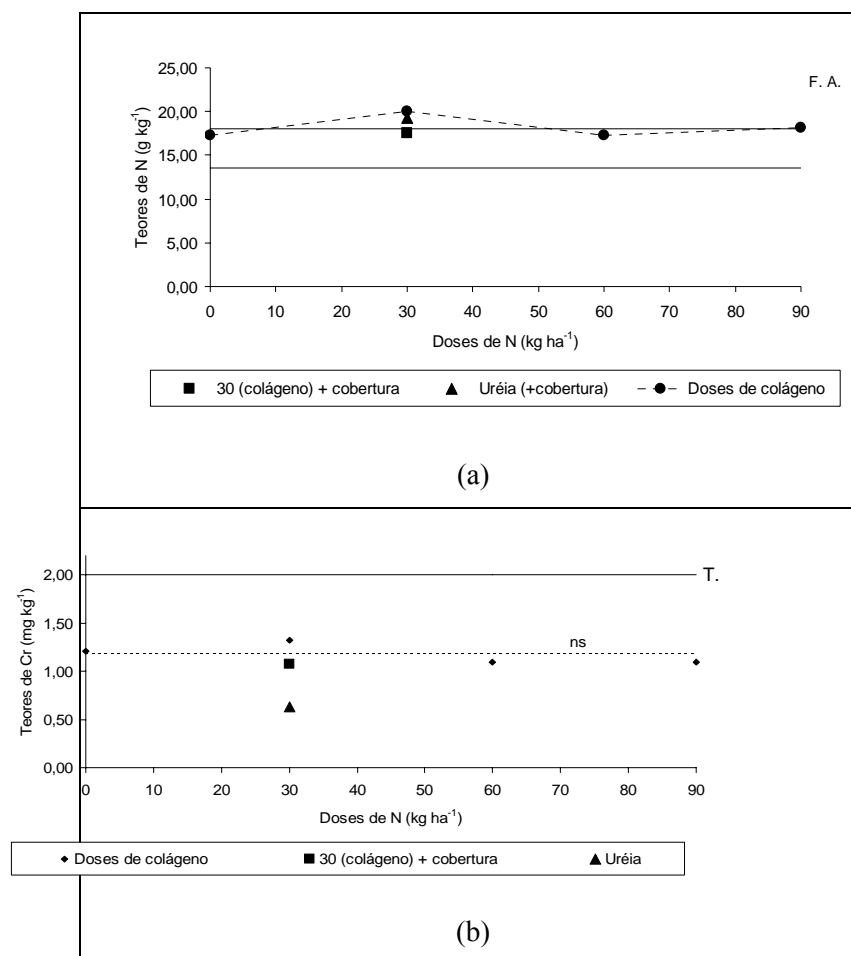 25,00
20,00
15,00
10,00
5,00
0,00
Teores de N (g kg⁻¹)
F. A.
0 10 20 30 40 50 60 70 80 90
Doses de N (kg ha⁻¹)
30 (colágeno) + cobertura Uréia (+cobertura) Doses de colágeno
(a)
2,00
1,50
1,00
0,50
0,00
Teores de Cr (mg kg⁻¹)
T.
ns
0 10 20 30 40 50 60 70 80 90
Doses de N (kg ha⁻¹)
Doses de colágeno 30 (colágeno) + cobertura Uréia
(b)